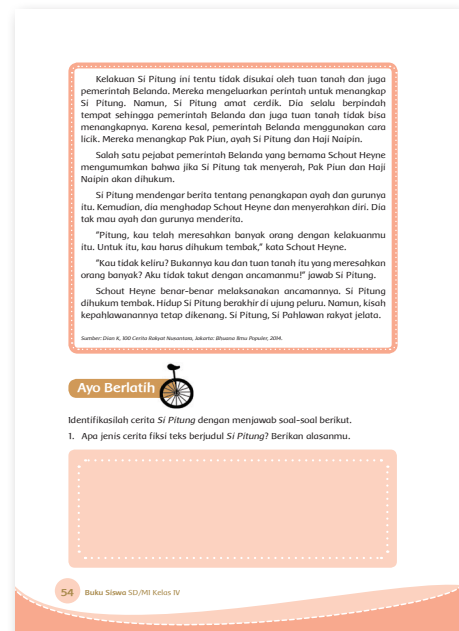 Kelakuan Si Pitung ini tentu tidak disukai oleh tuan tanah dan juga
pemerintah Belanda. Mereka mengeluarkan perintah untuk menangkap
Si Pitung. Namun, Si Pitung amat cerdik. Dia selalu berpindah
tempat sehingga pemerintah Belanda dan juga tuan tanah tidak bisa
menangkapnya. Karena kesal, pemerintah Belanda menggunakan cara
licik. Mereka menangkap Pak Piun, ayah Si Pitung dan Haji Naipin.
Salah satu pejabat pemerintah Belanda yang bernama Schout Heyne
mengumumkan bahwa jika Si Pitung tak menyerah, Pak Piun dan Haji
Naipin akan dihukum.
Si Pitung mendengar berita tentang penangkapan ayah dan gurunya
itu. Kemudian, dia menghadap Schout Heyne dan menyerahkan diri. Dia
tak mau ayah dan gurunya menderita.
"Pitung, kau telah meresahkan banyak orang dengan kelakuanmu
itu. Untuk itu, kau harus dihukum tembak," kata Schout Heyne.
"Kau tidak keliru? Bukannya kau dan tuan tanah itu yang meresahkan
orang banyak? Aku tidak takut dengan ancamanmu!" jawab Si Pitung.
Schout Heyne benar-benar melaksanakan ancamannya. Si Pitung
dihukum tembak. Hidup Si Pitung berakhir di ujung peluru. Namun, kisah
kepahlawanannya tetap dikenang. Si Pitung, Si Pahlawan rakyat jelata.
Sumber: Dian K, 100 Cerita Rakyat Nusantara, Jakarta: Bhuana Ilmu Populer, 2014.
Ayo Berlatih
Identifikasilah cerita Si Pitung dengan menjawab soal-soal berikut.
1. Apa jenis cerita fiksi teks berjudul Si Pitung? Berikan alasanmu.
54 Buku Siswa SD/MI Kelas IV